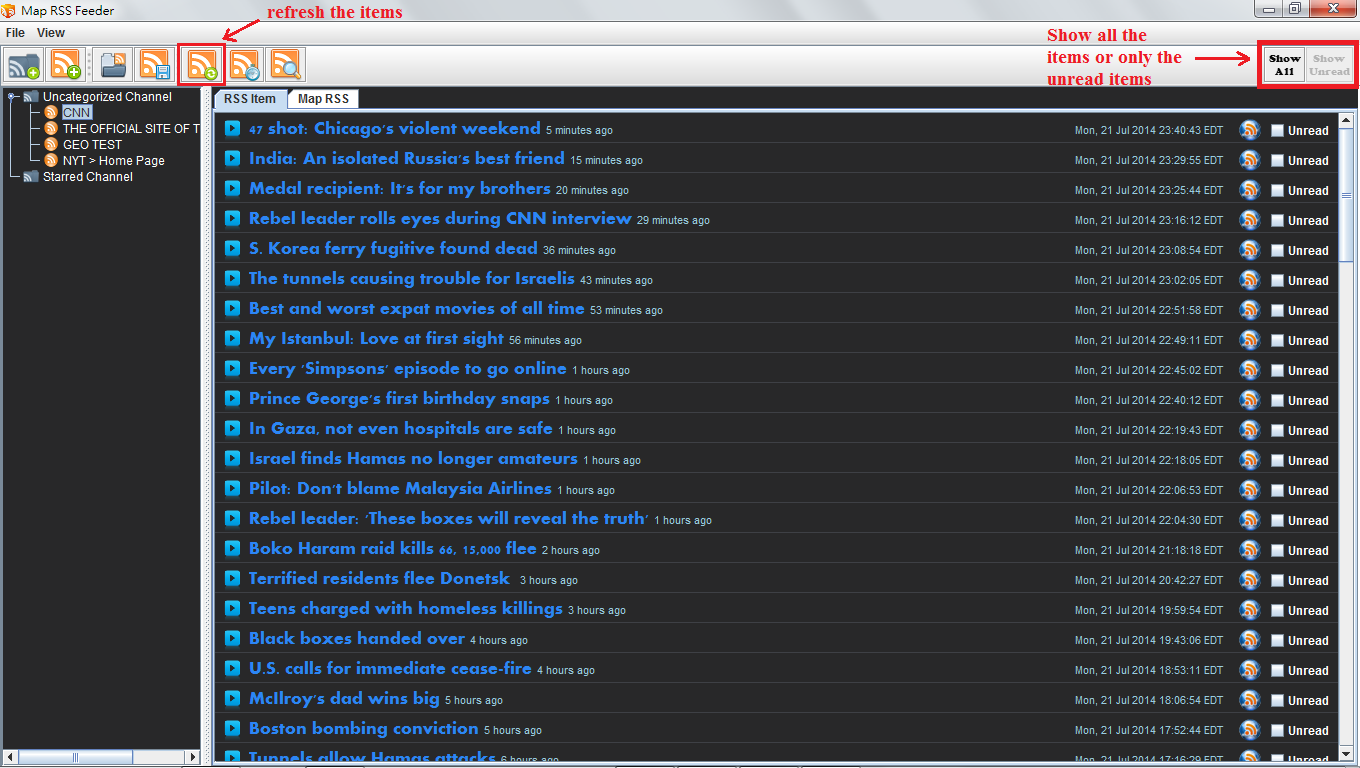 Map RSS Feeder
refresh the items
File View
Show all the
items or only the
unread items
Show
All
Show
Unread
Uncategorized Channel
CNN
THE OFFICIAL SITE OF T
GEO TEST
NYT > Home Page
Starred Channel
RSS Item Map RSS
47 shot: Chicago's violent weekend 5 minutes ago Mon, 21 Jul 2014 23:40:43 EDT Unread
India: An isolated Russia's best friend 15 minutes ago Mon, 21 Jul 2014 23:29:55 EDT Unread
Medal recipient: It's for my brothers 20 minutes ago Mon, 21 Jul 2014 23:25:44 EDT Unread
Rebel leader rolls eyes during CNN interview 29 minutes ago Mon, 21 Jul 2014 23:16:12 EDT Unread
S. Korea ferry fugitive found dead 36 minutes ago Mon, 21 Jul 2014 23:08:54 EDT Unread
The tunnels causing trouble for Israelis 43 minutes ago Mon, 21 Jul 2014 23:02:05 EDT Unread
Best and worst expat movies of all time 53 minutes ago Mon, 21 Jul 2014 22:51:58 EDT Unread
My Istanbul: Love at first sight 56 minutes ago Mon, 21 Jul 2014 22:49:11 EDT Unread
Every 'Simpsons' episode to go online 1 hours ago Mon, 21 Jul 2014 22:45:02 EDT Unread
Prince George's first birthday snaps 1 hours ago Mon, 21 Jul 2014 22:40:12 EDT Unread
In Gaza, not even hospitals are safe 1 hours ago Mon, 21 Jul 2014 22:19:43 EDT Unread
Israel finds Hamas no longer amateurs 1 hours ago Mon, 21 Jul 2014 22:18:05 EDT Unread
Pilot: Don't blame Malaysia Airlines 1 hours ago Mon, 21 Jul 2014 22:06:53 EDT Unread
Rebel leader: 'These boxes will reveal the truth' 1 hours ago Mon, 21 Jul 2014 22:04:30 EDT Unread
Boko Haram raid kills 66, 15,000 flee 2 hours ago Mon, 21 Jul 2014 21:18:18 EDT Unread
Terrified residents flee Donetsk 3 hours ago Mon, 21 Jul 2014 20:42:27 EDT Unread
Teens charged with homeless killings 3 hours ago Mon, 21 Jul 2014 19:59:54 EDT Unread
Black boxes handed over 4 hours ago Mon, 21 Jul 2014 19:43:06 EDT Unread
U.S. calls for immediate cease-fire 4 hours ago Mon, 21 Jul 2014 18:53:11 EDT Unread
McIlroy's dad wins big 5 hours ago Mon, 21 Jul 2014 18:06:54 EDT Unread
Boston bombing conviction 5 hours ago Mon, 21 Jul 2014 17:52:44 EDT Unread
Tunnels allow Hamas attacks 6 hours ago Mon, 21 Jul 2014 17:16:29 EDT Unread